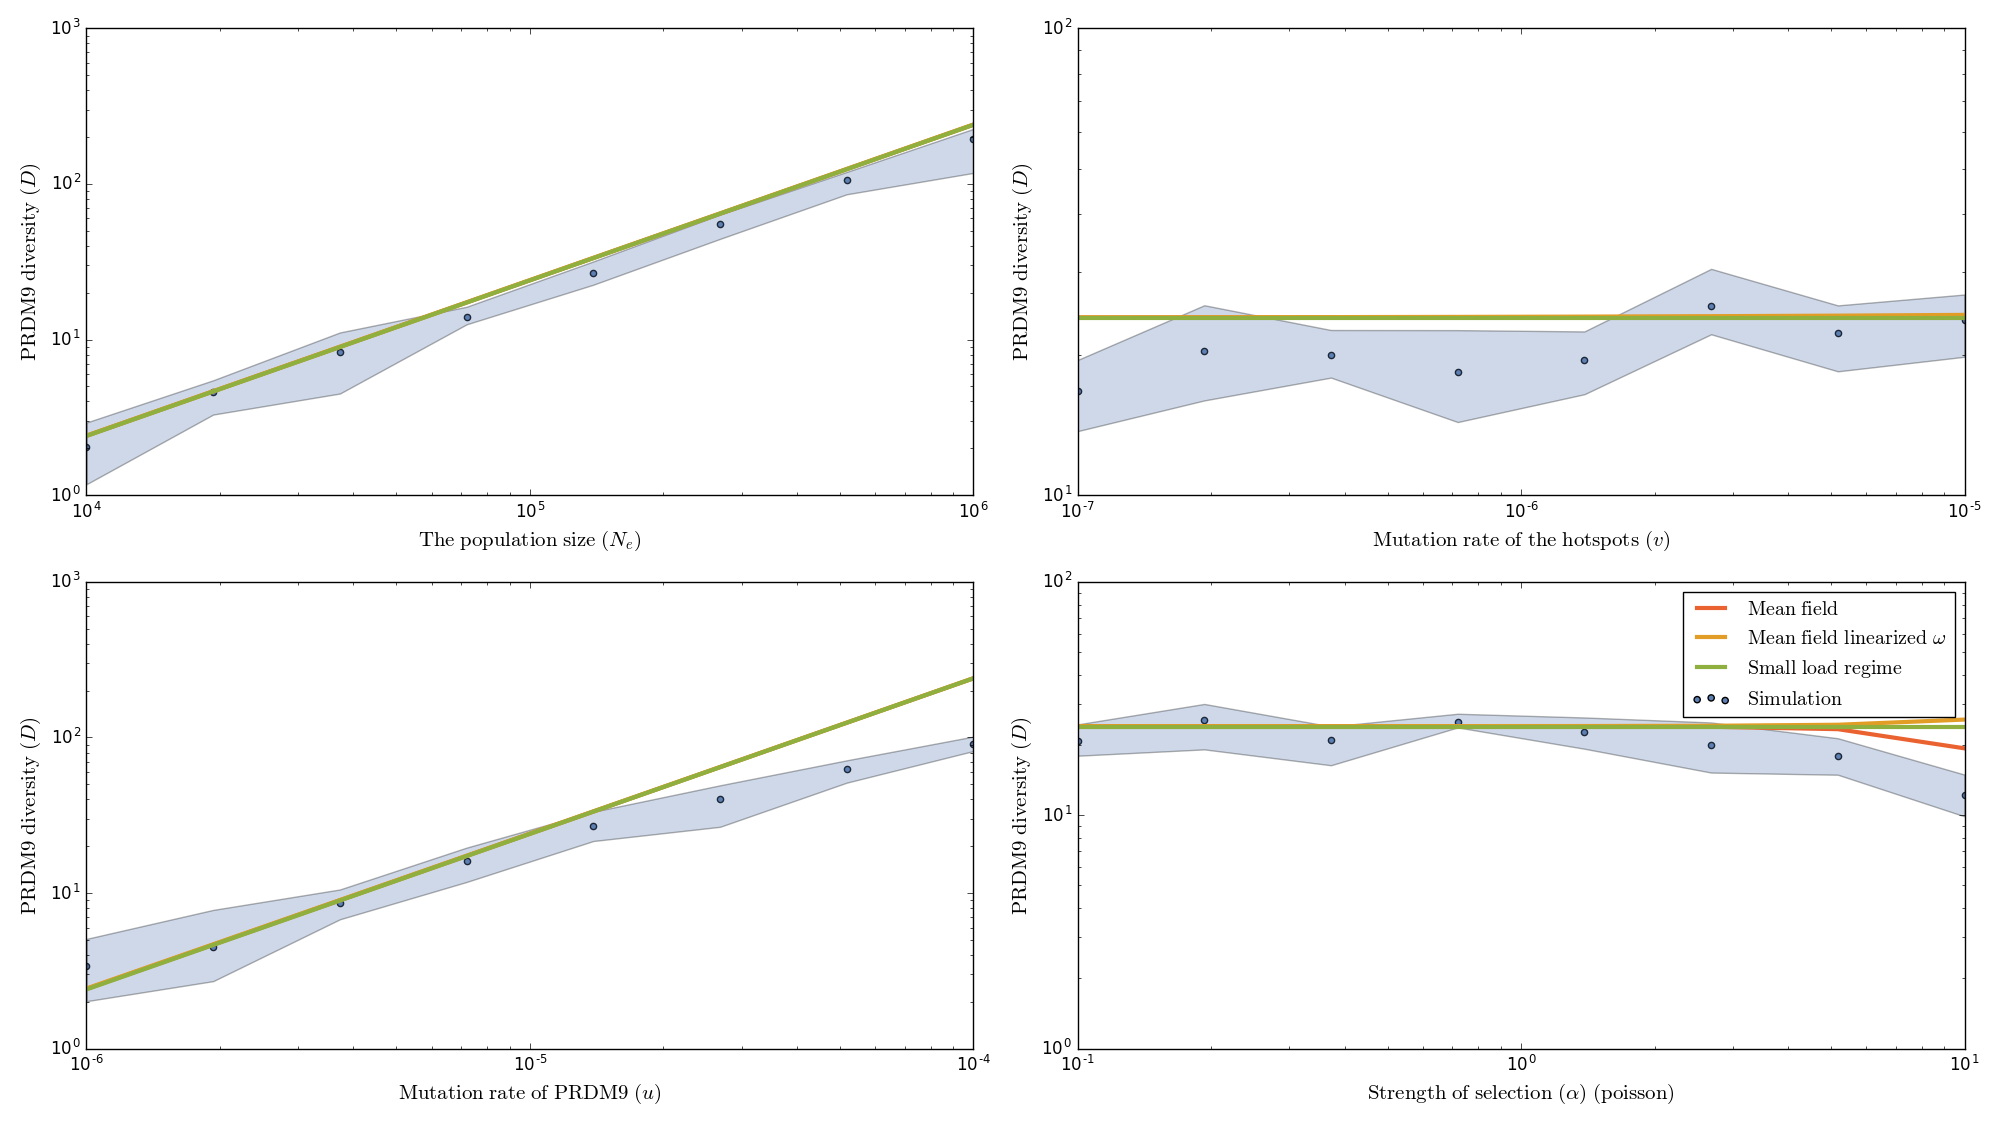 10^3
10^2
10^1
10^0
PRDM9 diversity (D)
10^4 10^5 10^6
The population size (N_e)
10^2
10^1
PRDM9 diversity (D)
10^-7 10^-6 10^-5
Mutation rate of the hotspots (v)
10^3
10^2
10^1
10^0
PRDM9 diversity (D)
10^-6 10^-5 10^-4
Mutation rate of PRDM9 (u)
10^2
10^1
10^0
PRDM9 diversity (D)
Mean field
Mean field linearized ω
Small load regime
Simulation
10^-1 10^0 10^1
Strength of selection (α) (poisson)